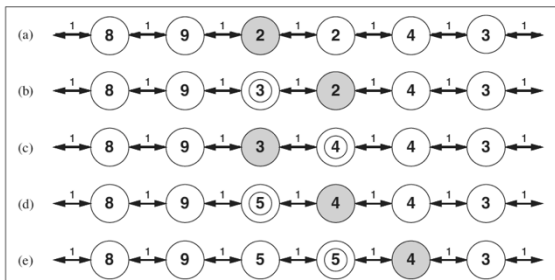 (a) 1 8 1 9 1 2 1 2 1 4 1 3 1
(b) 1 8 1 9 1 3 1 2 1 4 1 3 1
(c) 1 8 1 9 1 3 1 4 1 4 1 3 1
(d) 1 8 1 9 1 5 1 4 1 4 1 3 1
(e) 1 8 1 9 1 5 1 5 1 4 1 3 1